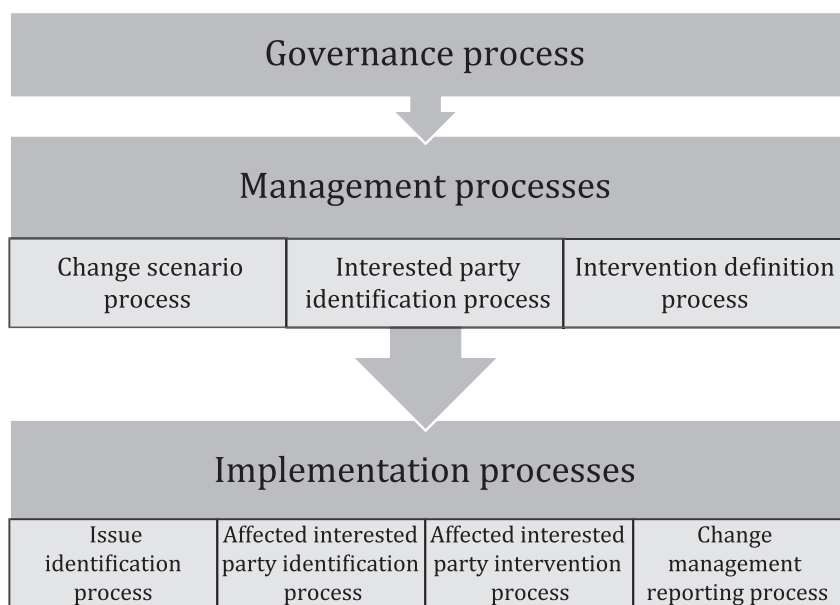 Governance process
Management processes
Change scenario
process
Interested party
identification process
Intervention definition
process
Implementation processes
Issue
identification
process
Affected interested
party identification
process
Affected interested
party intervention
process
Change
management
reporting process